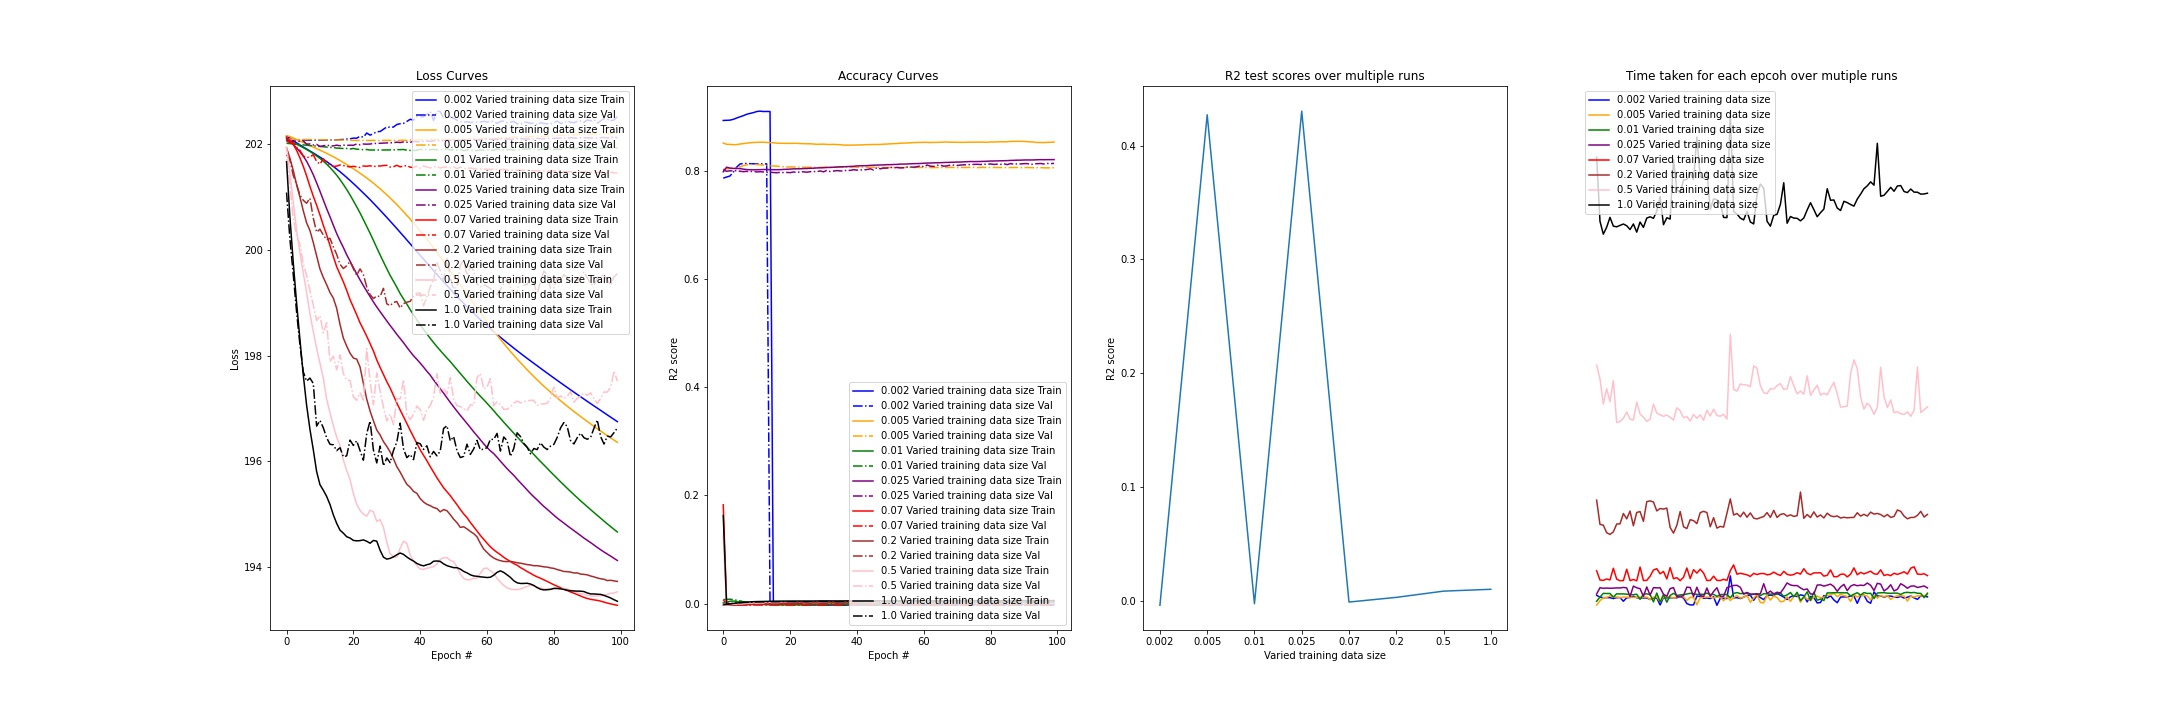 Loss Curves
Loss
202
200
198
196
194
0 20 40 60 80 100
Epoch #
0.002 Varied training data size Train
0.002 Varied training data size Val
0.005 Varied training data size Train
0.005 Varied training data size Val
0.01 Varied training data size Train
0.01 Varied training data size Val
0.025 Varied training data size Train
0.025 Varied training data size Val
0.07 Varied training data size Train
0.07 Varied training data size Val
0.2 Varied training data size Train
0.2 Varied training data size Val
0.5 Varied training data size Train
0.5 Varied training data size Val
1.0 Varied training data size Train
1.0 Varied training data size Val
Accuracy Curves
R2 score
0.8
0.6
0.4
0.2
0.0
0 20 40 60 80 100
Epoch #
0.002 Varied training data size Train
0.002 Varied training data size Val
0.005 Varied training data size Train
0.005 Varied training data size Val
0.01 Varied training data size Train
0.01 Varied training data size Val
0.025 Varied training data size Train
0.025 Varied training data size Val
0.07 Varied training data size Train
0.07 Varied training data size Val
0.2 Varied training data size Train
0.2 Varied training data size Val
0.5 Varied training data size Train
0.5 Varied training data size Val
1.0 Varied training data size Train
1.0 Varied training data size Val
R2 test scores over multiple runs
R2 score
0.4
0.3
0.2
0.1
0.0
0.002 0.005 0.01 0.025 0.07 0.2 0.5 1.0
Varied training data size
Time taken for each epcoh over mutiple runs
0.002 Varied training data size
0.005 Varied training data size
0.01 Varied training data size
0.025 Varied training data size
0.07 Varied training data size
0.2 Varied training data size
0.5 Varied training data size
1.0 Varied training data size